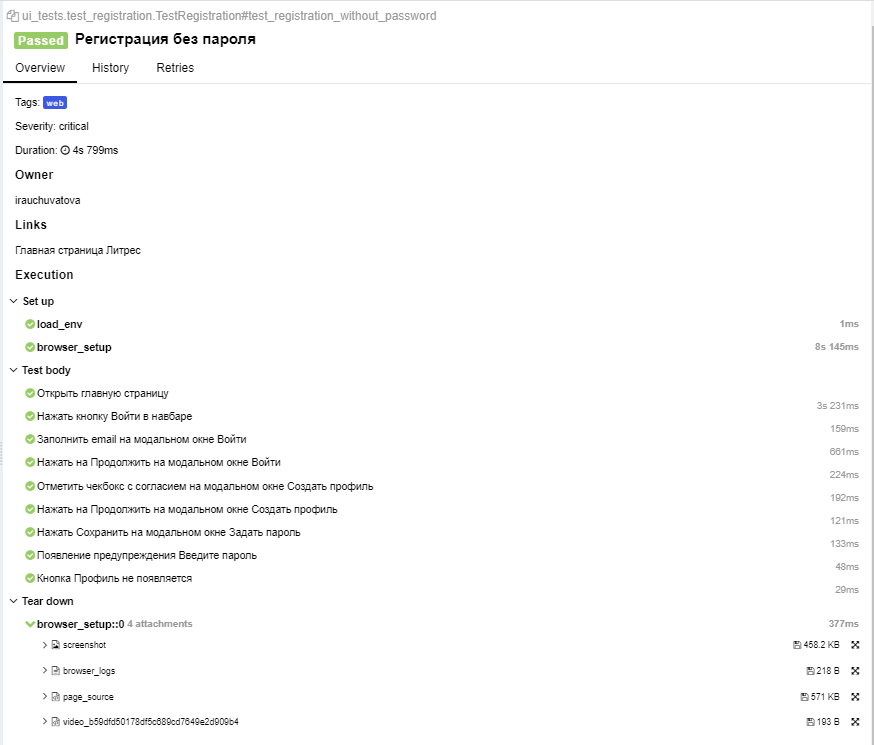 ui_tests.test_registration.TestRegistration#test_registration_without_password
Passed Регистрация без пароля
Overview History Retries
Tags: web
Severity: critical
Duration: 4s 799ms
Owner
irauchuvatova
Links
Главная страница Литрес
Execution
Set up
load_env 1ms
browser_setup 8s 145ms
Test body
Открыть главную страницу 3s 231ms
Нажать кнопку Войти в навбаре 159ms
Заполнить email на модальном окне Войти 661ms
Нажать на Продолжить на модальном окне Войти 224ms
Отметить чекбокс с согласием на модальном окне Создать профиль 192ms
Нажать на Продолжить на модальном окне Создать профиль 121ms
Нажать Сохранить на модальном окне Задать пароль 133ms
Появление предупреждения Введите пароль 48ms
Кнопка Профиль не появляется 29ms
Tear down
browser_setup::0 4 attachments 377ms
screenshot 458.2 KB
browser_logs 218 B
page_source 571 KB
video_b59dfd50178df5c689cd7649e2d909b4 193 B